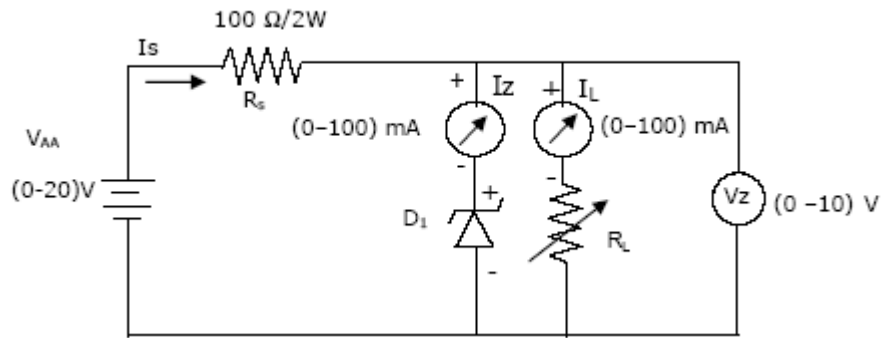 100 Ω/2W
Is
Rs
+ Iz
+ IL
(0–100) mA
(0–100) mA
VAA
(0-20)V
- 
-
+
D1
RL
-
Vz
(0 –10) V